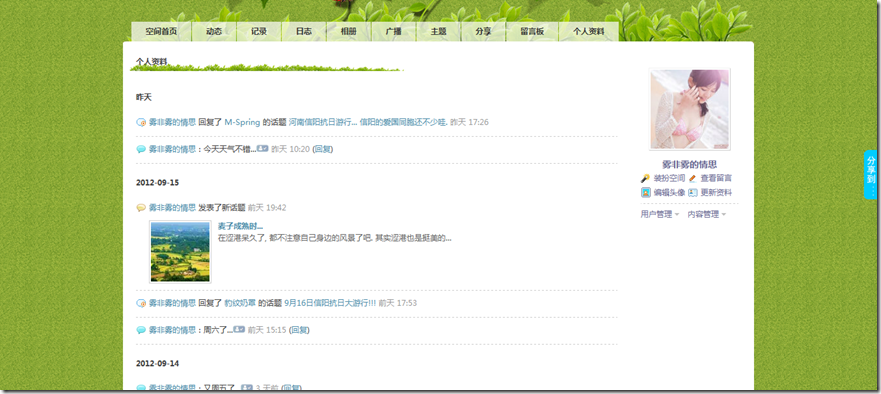 空间首页 动态 记录 日志 相册 广播 主题 分享 留言板 个人资料
个人资料
昨天
雾非雾的情思 回复了 M-Spring 的话题 河南信阳抗日游行... 信阳的爱国同胞还不少哇. 昨天 17:26
雾非雾的情思 : 今天天气不错... 昨天 10:20 (回复)
2012-09-15
雾非雾的情思 发表了新话题 前天 19:42
麦子成熟时...
在涩港呆久了, 都不注意自己身边的风景了吧. 其实涩港也是挺美的...
雾非雾的情思 回复了 豹纹奶罩 的话题 9月16日信阳抗日大游行!!! 前天 17:53
雾非雾的情思 : 周六了... 前天 15:15 (回复)
2012-09-14
雾非雾的情思 : 又周五了... 3 天前 (回复)
雾非雾的情思
装扮空间 查看留言
编辑头像 更新资料
用户管理 内容管理
分享到